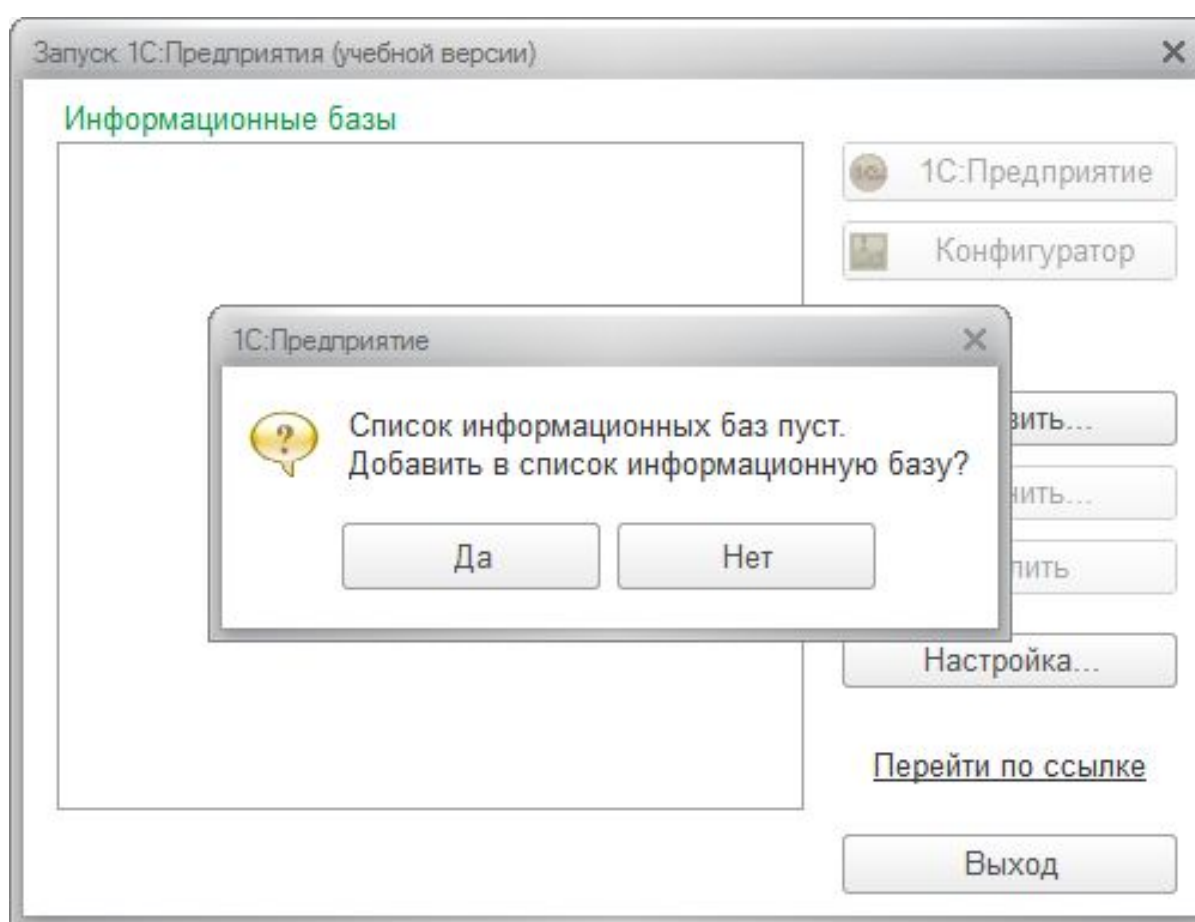 Запуск 1С:Предприятия (учебной версии)
Информационные базы
1С:Предприятие
Конфигуратор
1С:Предприятие
Список информационных баз пуст.
Добавить в список информационную базу?
Да
Нет
Настройка...
Перейти по ссылке
Выход